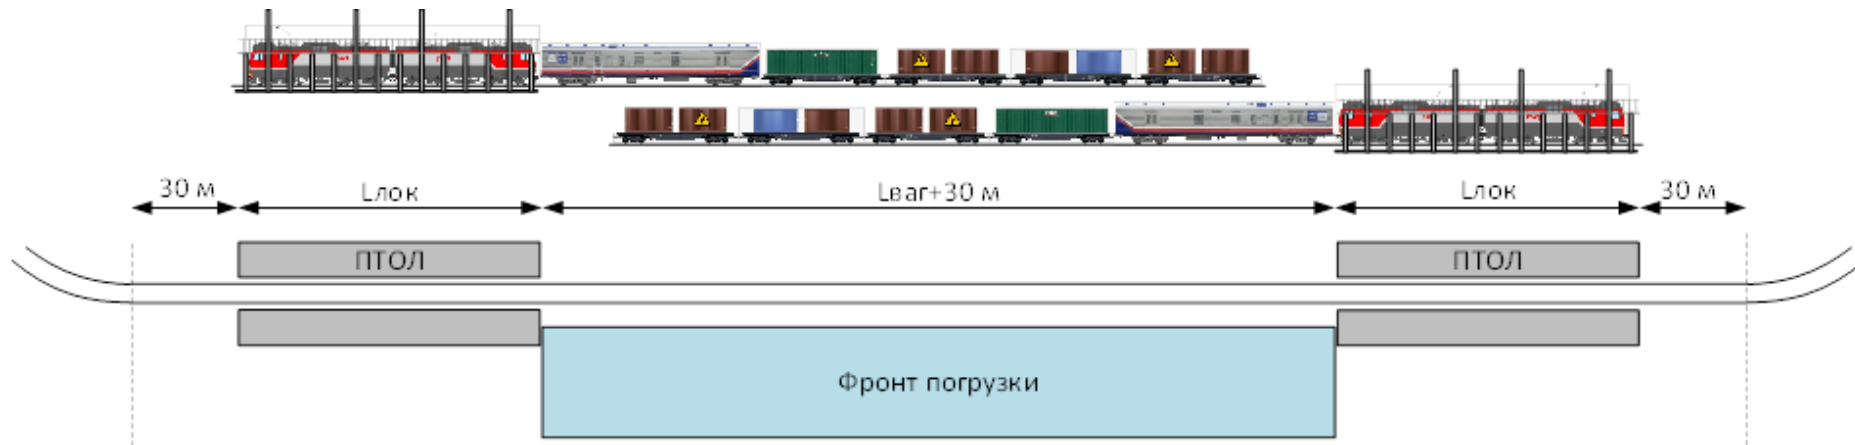 30 м
Lлок
Lваг+30 м
Lлок
30 м
ПТОЛ
ПТОЛ
Фронт погрузки